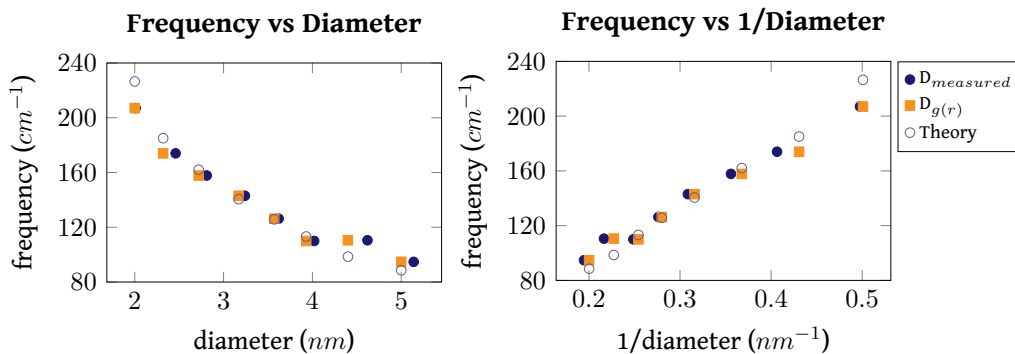 Frequency vs Diameter
240
200
160
120
80
2 3 4 5
frequency (cm⁻¹)
diameter (nm)
Frequency vs 1/Diameter
240
200
160
120
80
0.2 0.3 0.4 0.5
frequency (cm⁻¹)
1/diameter (nm⁻¹)
D_measured
D_g(r)
Theory